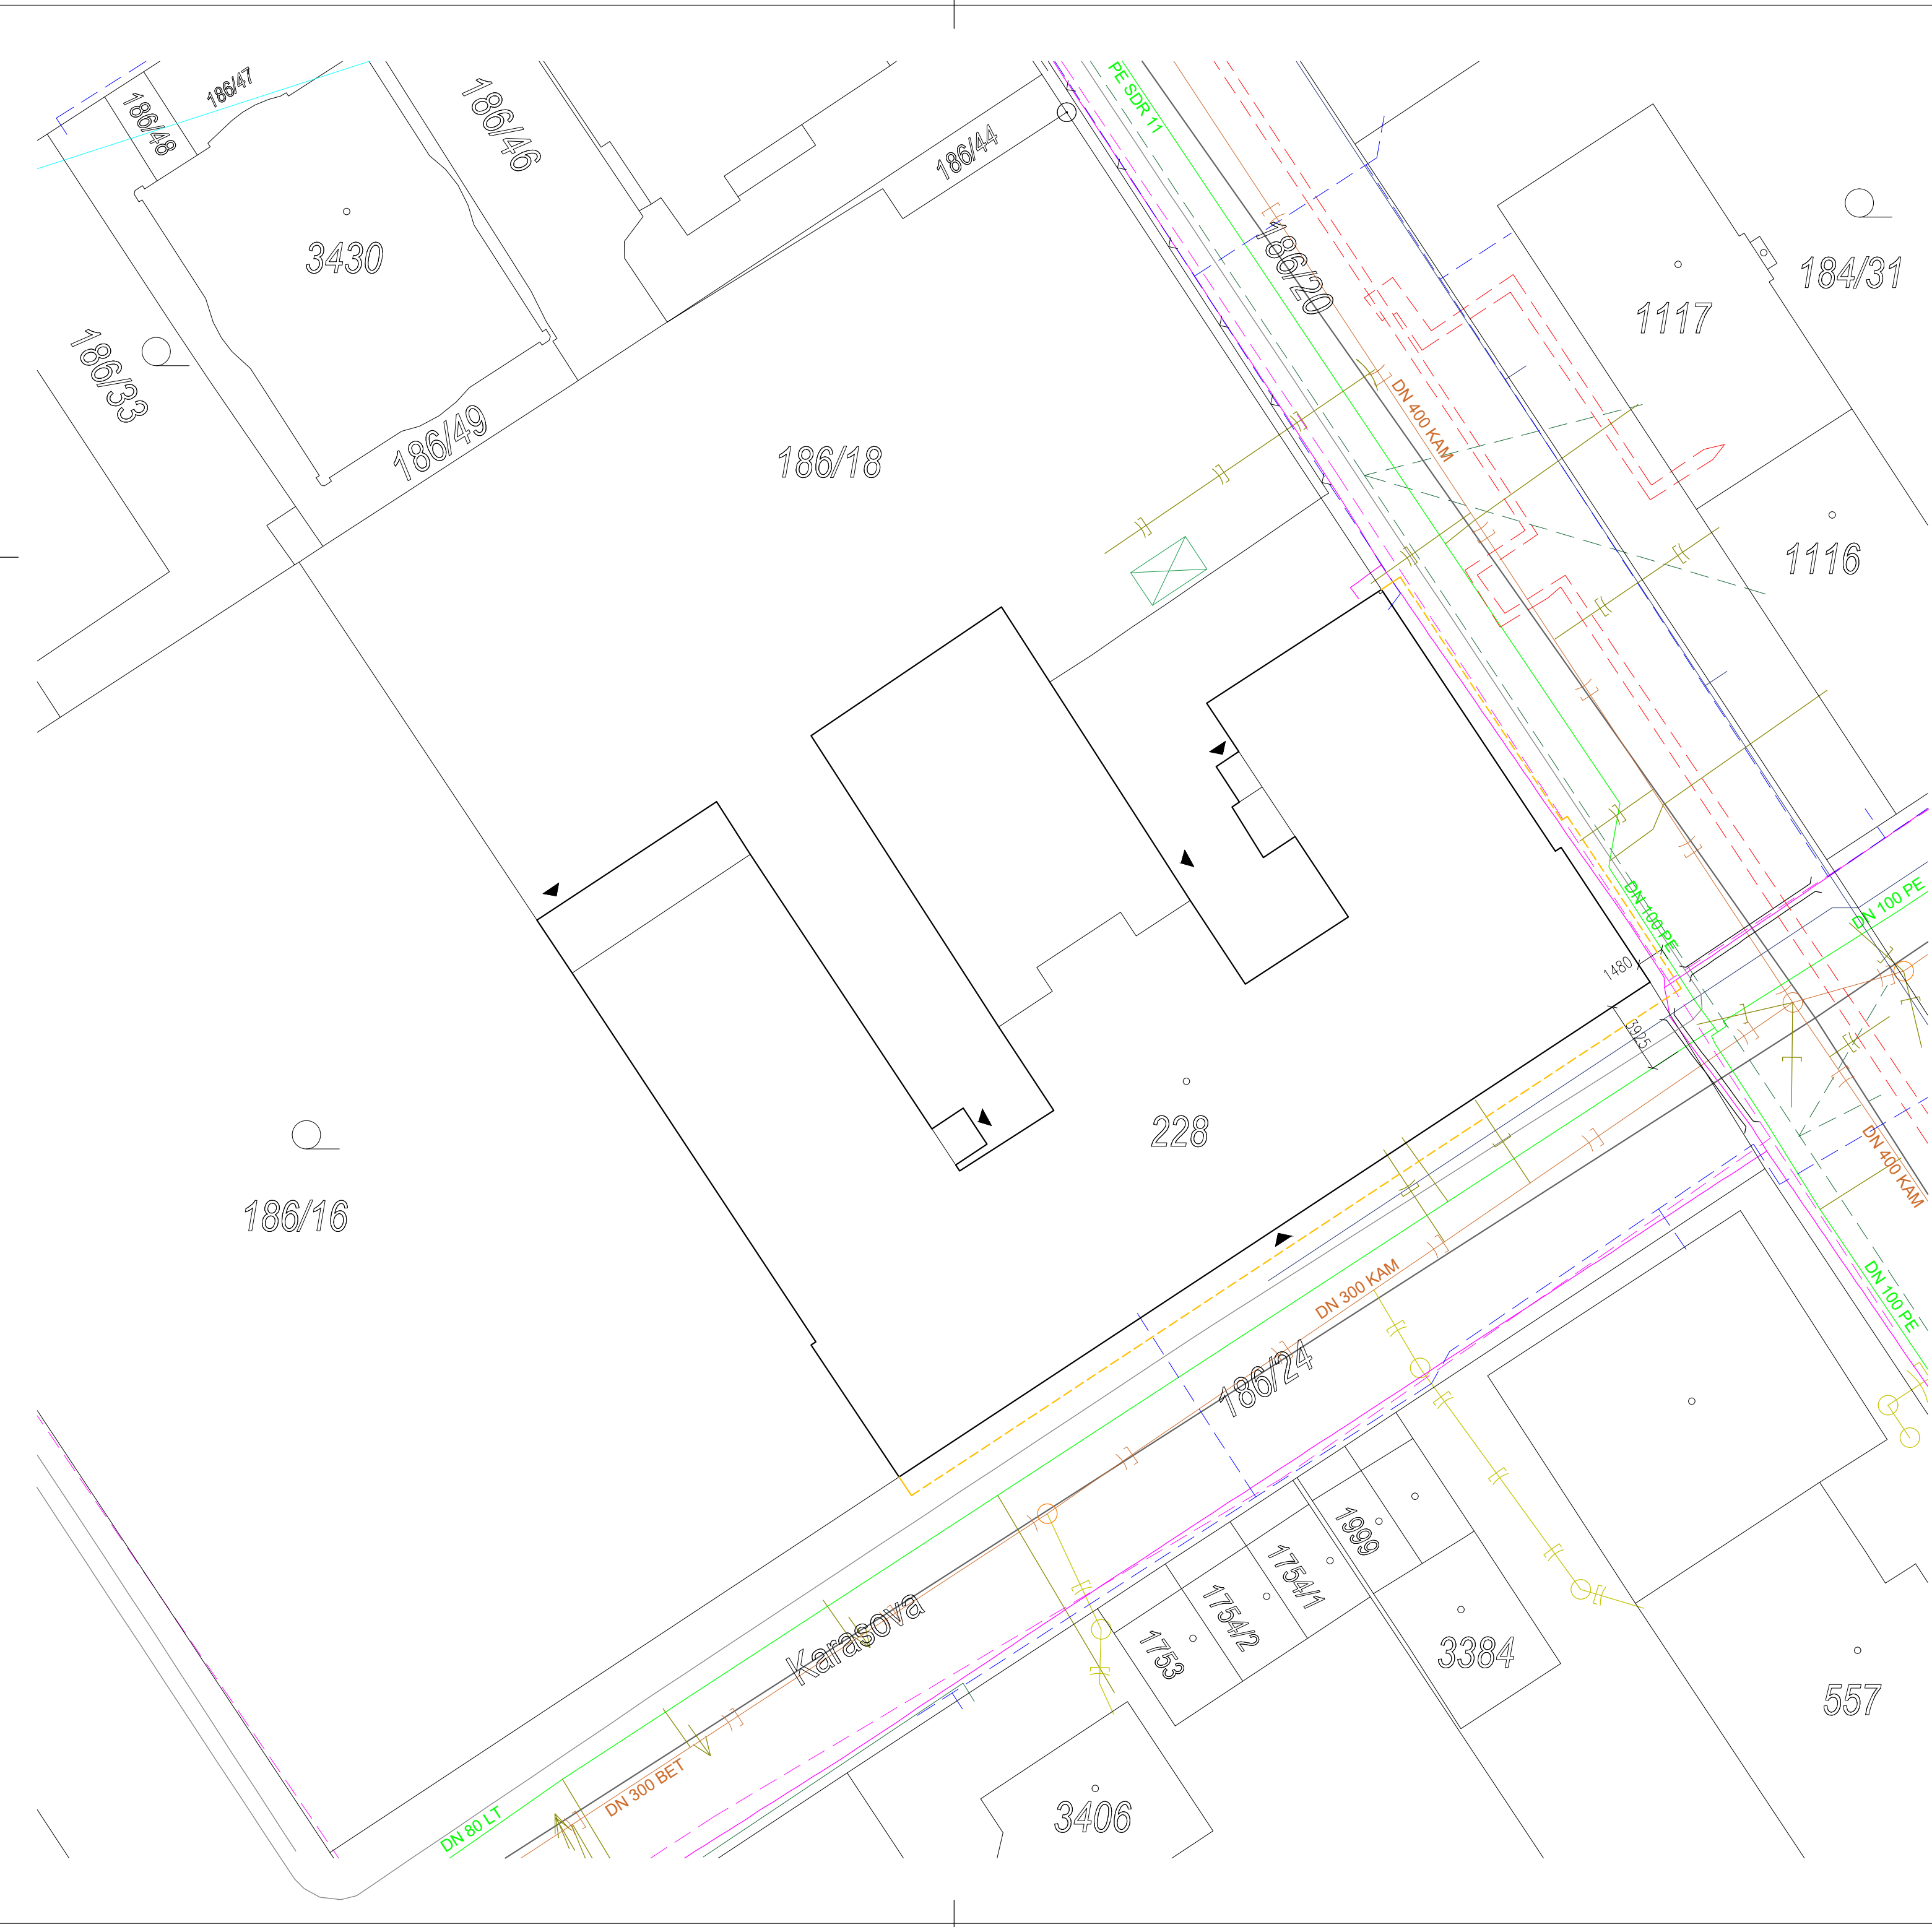 186/47
186/48
186/46
PE SDR 11
186/44
3430
186/20
184/31
1117
186/33
186/49
DN 400 KAM
186/18
1116
DN 100 PE
DN 100 PE
1480
3925
228
DN 400 KAM
186/16
DN 300 KAM
DN 100 PE
186/24
1999
1754/1
1754/2
1753
Karasova
3384
557
DN 300 BET
DN 80 LT
3406